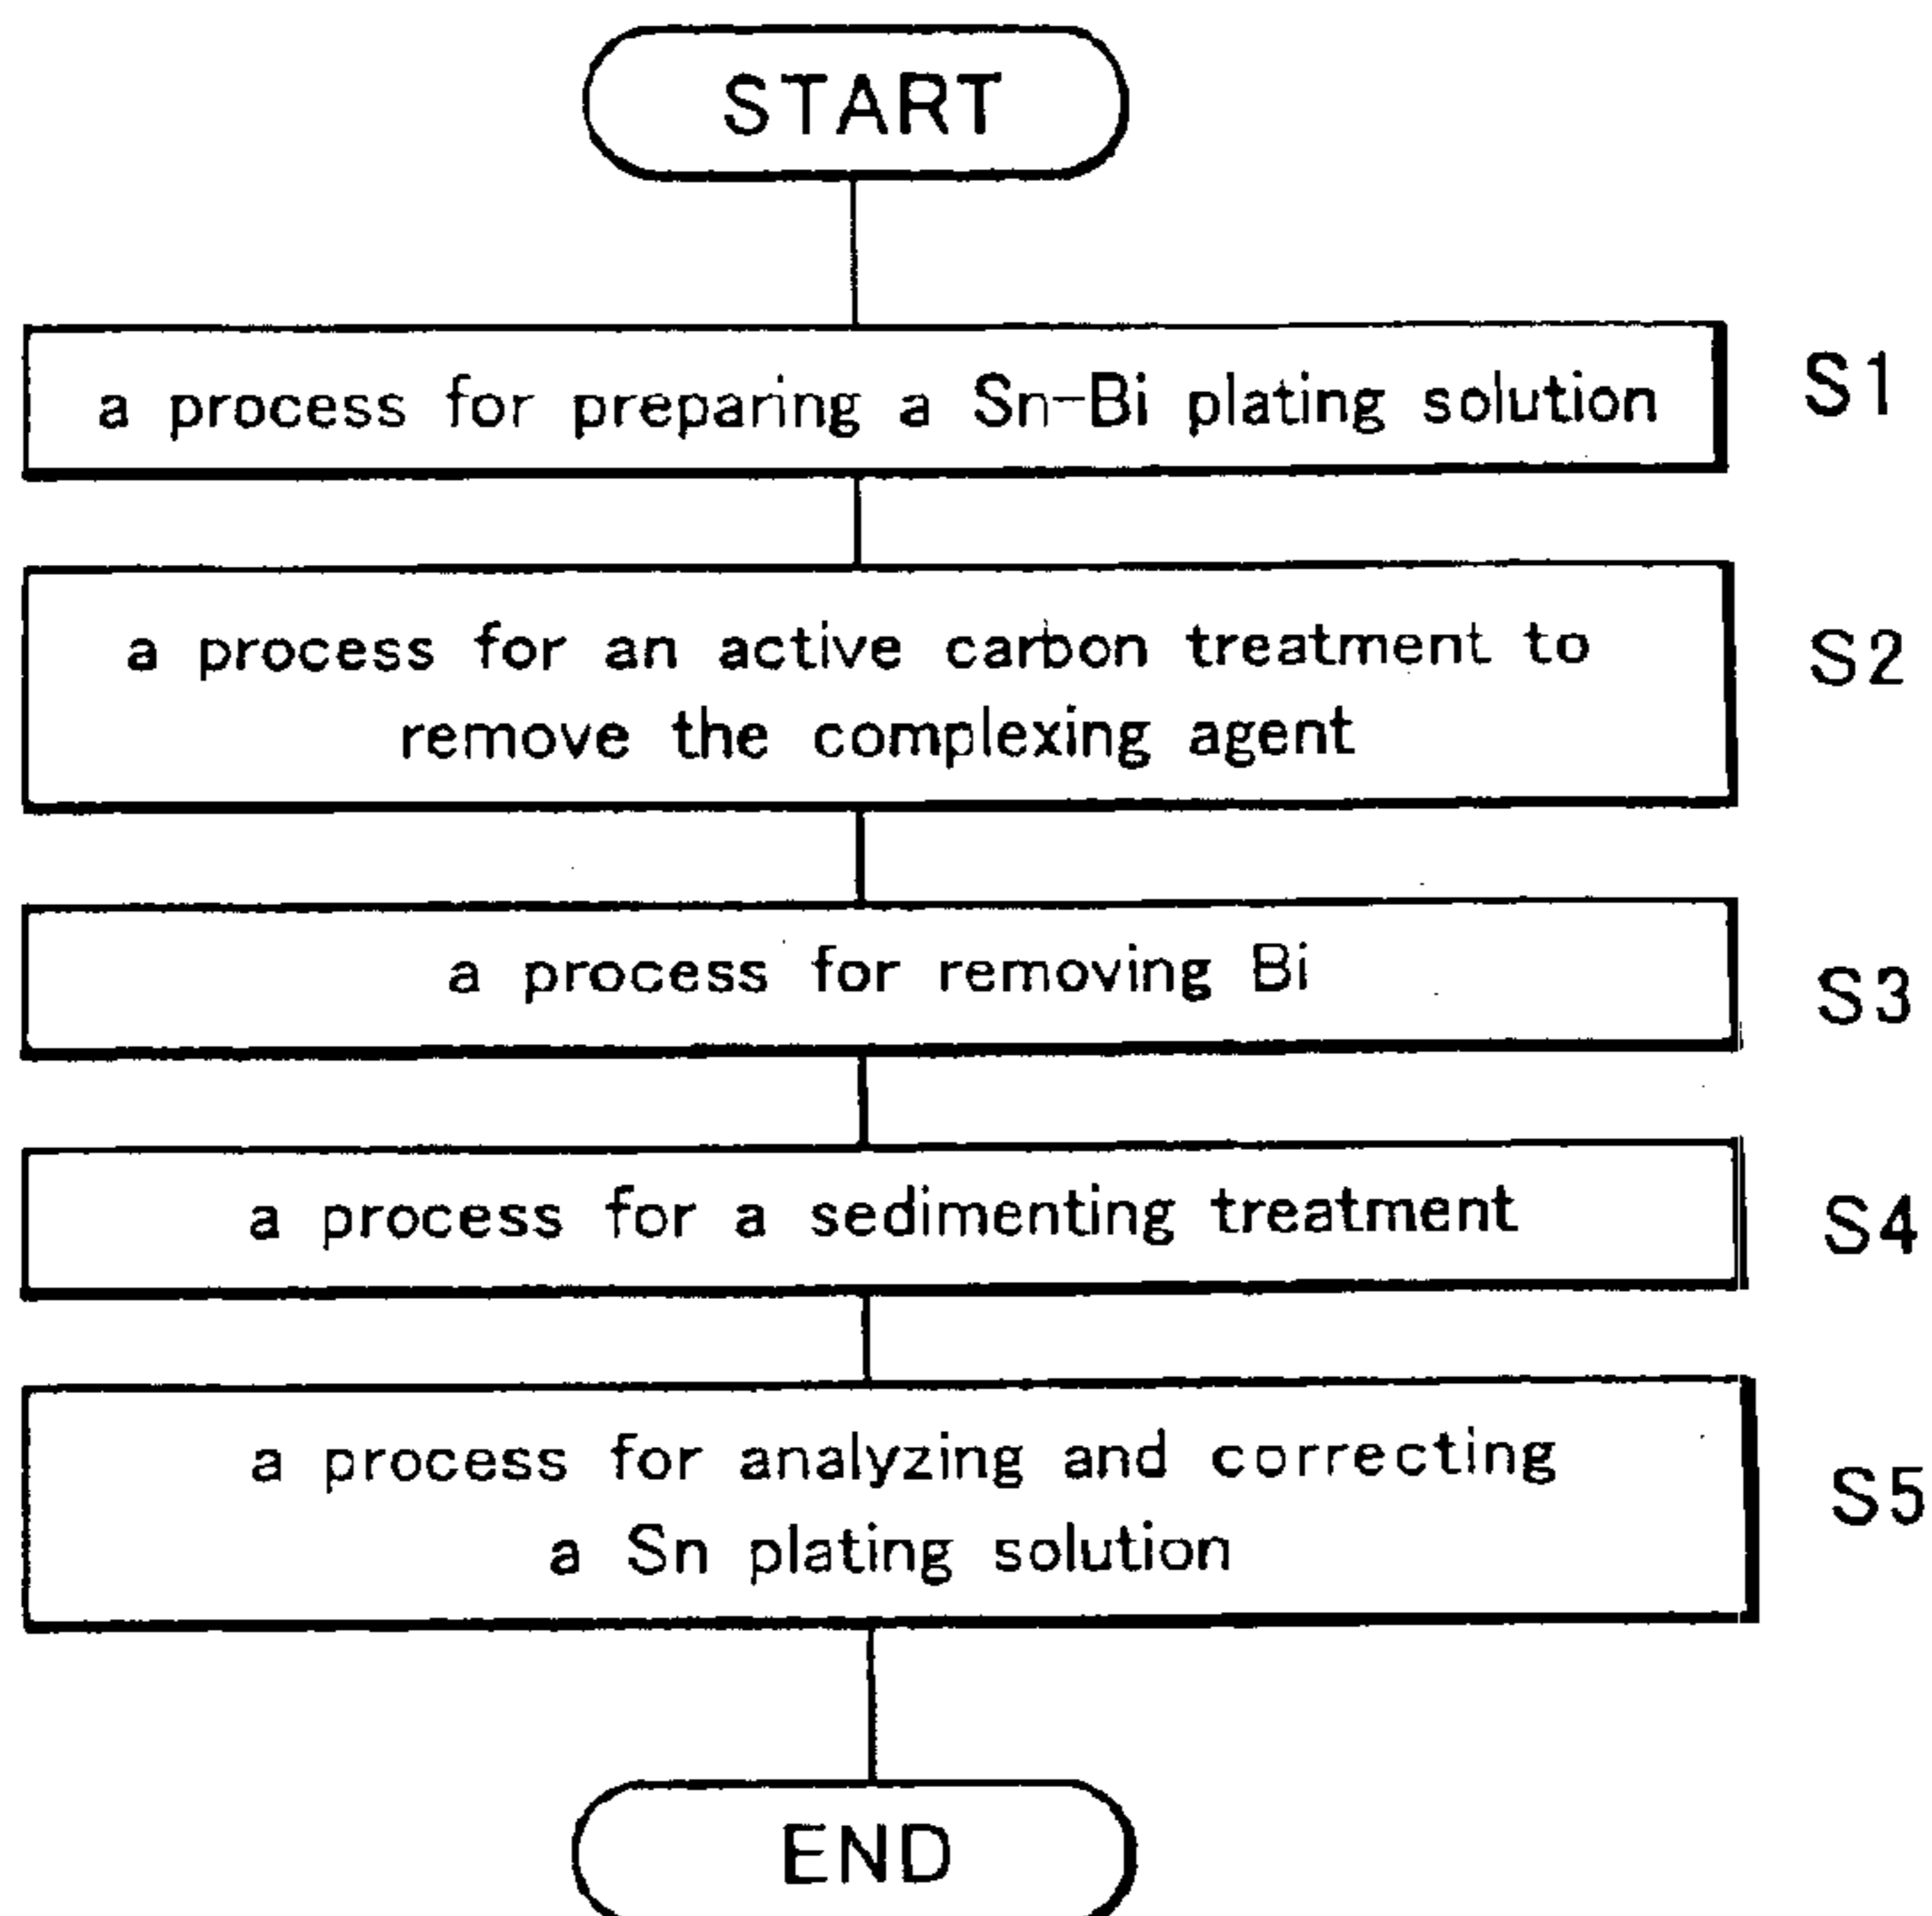 START
a process for preparing a Sn-Bi plating solution S1
a process for an active carbon treatment to
remove the complexing agent
S2
a process for removing Bi
S3
a process for a sedimenting treatment
S4
a process for analyzing and correcting
a Sn plating solution
S5
END